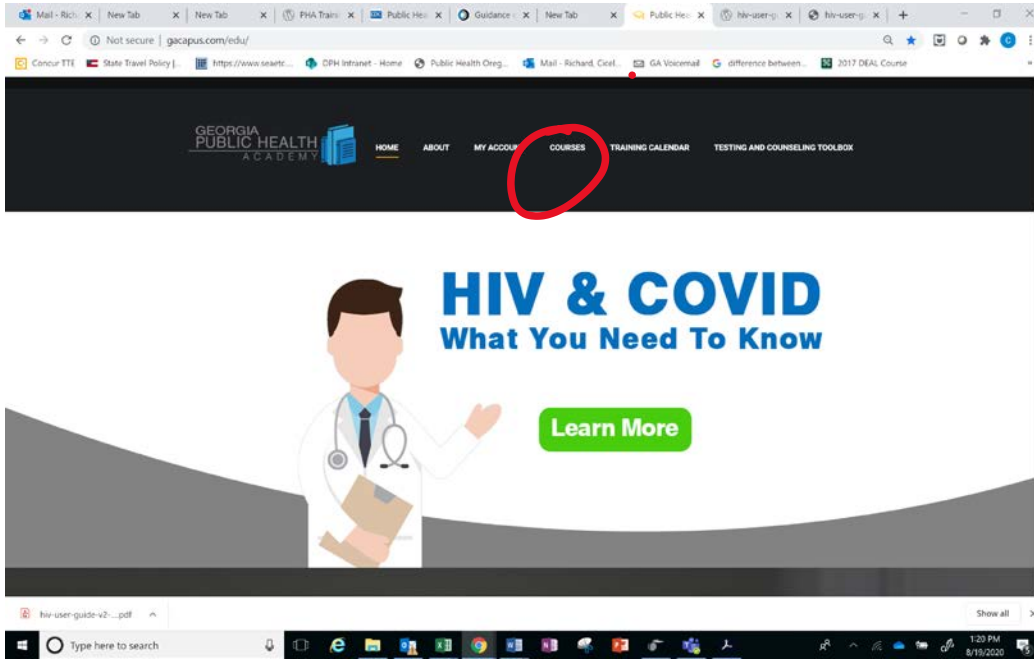 Mail - Rich
New Tab
New Tab
PHA Traini
Public Hea
Guidance
New Tab
Public Hea
hiv-user-g
hiv-user-g
Not secure | gacapus.com/edu/
Concur TTE
State Travel Policy |..
https://www.seaetc...
DPH Intranet - Home
Public Health Oreg...
Mail - Richard, Cicel...
GA Voicemail
difference between...
2017 DEAL Course
GEORGIA
PUBLIC HEALTH
ACADEMY
HOME
ABOUT
MY ACCOUN
COURSES
TRAINING CALENDAR
TESTING AND COUNSELING TOOLBOX
HIV & COVID
What You Need To Know
Learn More
hiv-user-guide-v2-...pdf
Show all
Type here to search
1:20 PM
8/19/2020